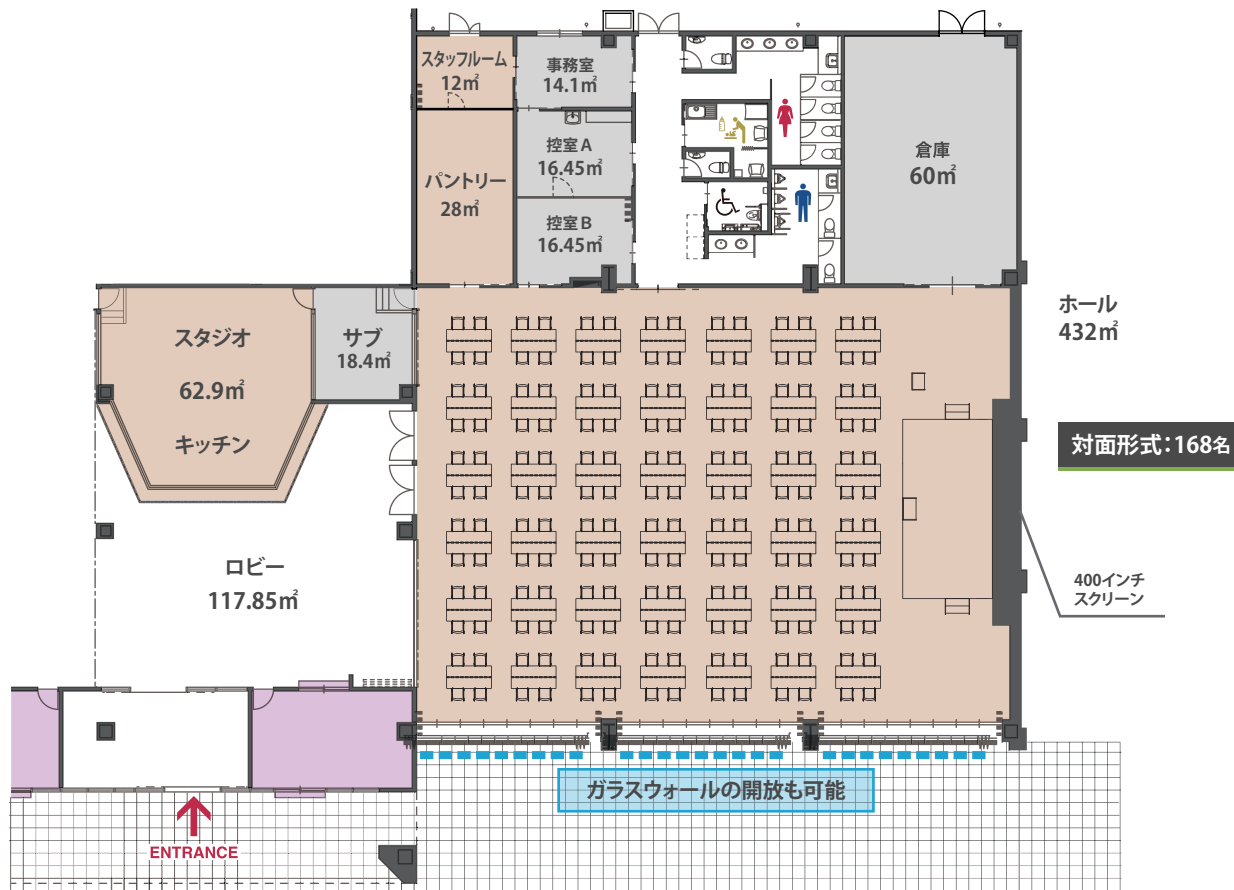 スタッフルーム
12㎡
事務室
14.1㎡
控室A
16.45㎡
パントリー
28㎡
控室B
16.45㎡
倉庫
60㎡
スタジオ
62.9㎡
キッチン
サブ
18.4㎡
ホール
432㎡
対面形式：168名
ロビー
117.85㎡
400インチ
スクリーン
ガラスウォールの開放も可能
ENTRANCE